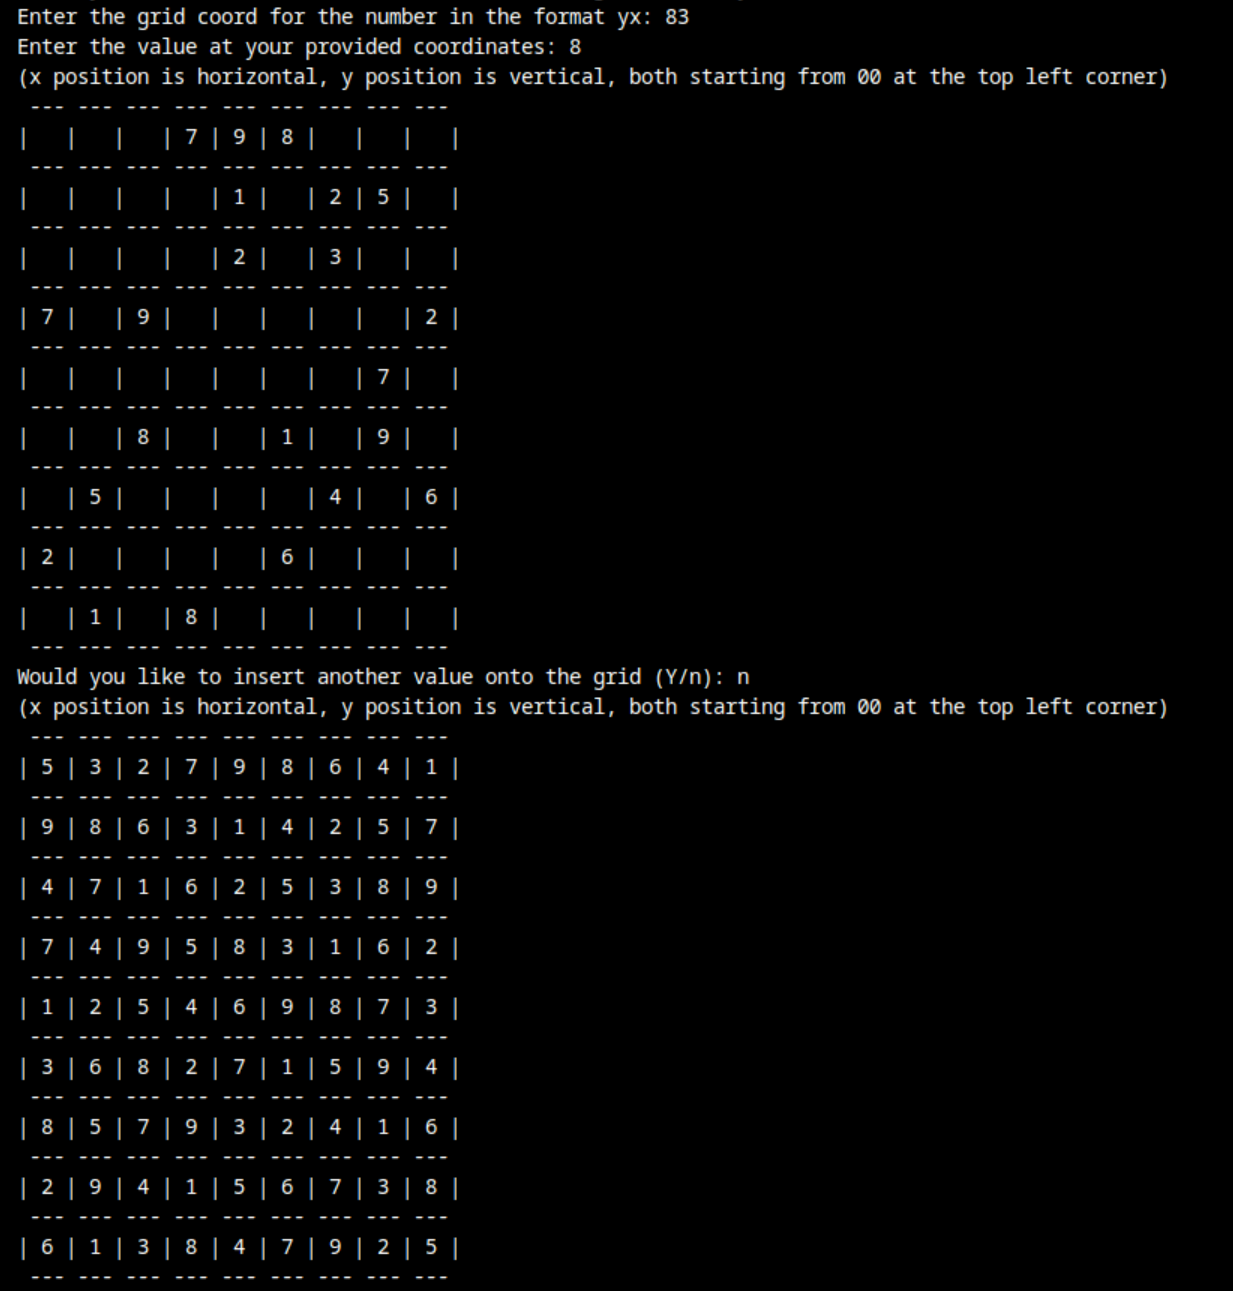 Enter the grid coord for the number in the format yx: 83
Enter the value at your provided coordinates: 8
(x position is horizontal, y position is vertical, both starting from 00 at the top left corner)
 --- --- --- --- --- --- --- --- ---
|   |   |   | 7 | 9 | 8 |   |   |   |
 --- --- --- --- --- --- --- --- ---
|   |   |   |   | 1 |   | 2 | 5 |   |
 --- --- --- --- --- --- --- --- ---
|   |   |   |   | 2 |   | 3 |   |   |
 --- --- --- --- --- --- --- --- ---
| 7 |   | 9 |   |   |   |   |   | 2 |
 --- --- --- --- --- --- --- --- ---
|   |   |   |   |   |   |   | 7 |   |
 --- --- --- --- --- --- --- --- ---
|   |   | 8 |   |   | 1 |   | 9 |   |
 --- --- --- --- --- --- --- --- ---
|   | 5 |   |   |   |   | 4 |   | 6 |
 --- --- --- --- --- --- --- --- ---
| 2 |   |   |   |   | 6 |   |   |   |
 --- --- --- --- --- --- --- --- ---
|   | 1 |   | 8 |   |   |   |   |   |
 --- --- --- --- --- --- --- --- ---
Would you like to insert another value onto the grid (Y/n): n
(x position is horizontal, y position is vertical, both starting from 00 at the top left corner)
 --- --- --- --- --- --- --- --- ---
| 5 | 3 | 2 | 7 | 9 | 8 | 6 | 4 | 1 |
 --- --- --- --- --- --- --- --- ---
| 9 | 8 | 6 | 3 | 1 | 4 | 2 | 5 | 7 |
 --- --- --- --- --- --- --- --- ---
| 4 | 7 | 1 | 6 | 2 | 5 | 3 | 8 | 9 |
 --- --- --- --- --- --- --- --- ---
| 7 | 4 | 9 | 5 | 8 | 3 | 1 | 6 | 2 |
 --- --- --- --- --- --- --- --- ---
| 1 | 2 | 5 | 4 | 6 | 9 | 8 | 7 | 3 |
 --- --- --- --- --- --- --- --- ---
| 3 | 6 | 8 | 2 | 7 | 1 | 5 | 9 | 4 |
 --- --- --- --- --- --- --- --- ---
| 8 | 5 | 7 | 9 | 3 | 2 | 4 | 1 | 6 |
 --- --- --- --- --- --- --- --- ---
| 2 | 9 | 4 | 1 | 5 | 6 | 7 | 3 | 8 |
 --- --- --- --- --- --- --- --- ---
| 6 | 1 | 3 | 8 | 4 | 7 | 9 | 2 | 5 |
 --- --- --- --- --- --- --- --- ---